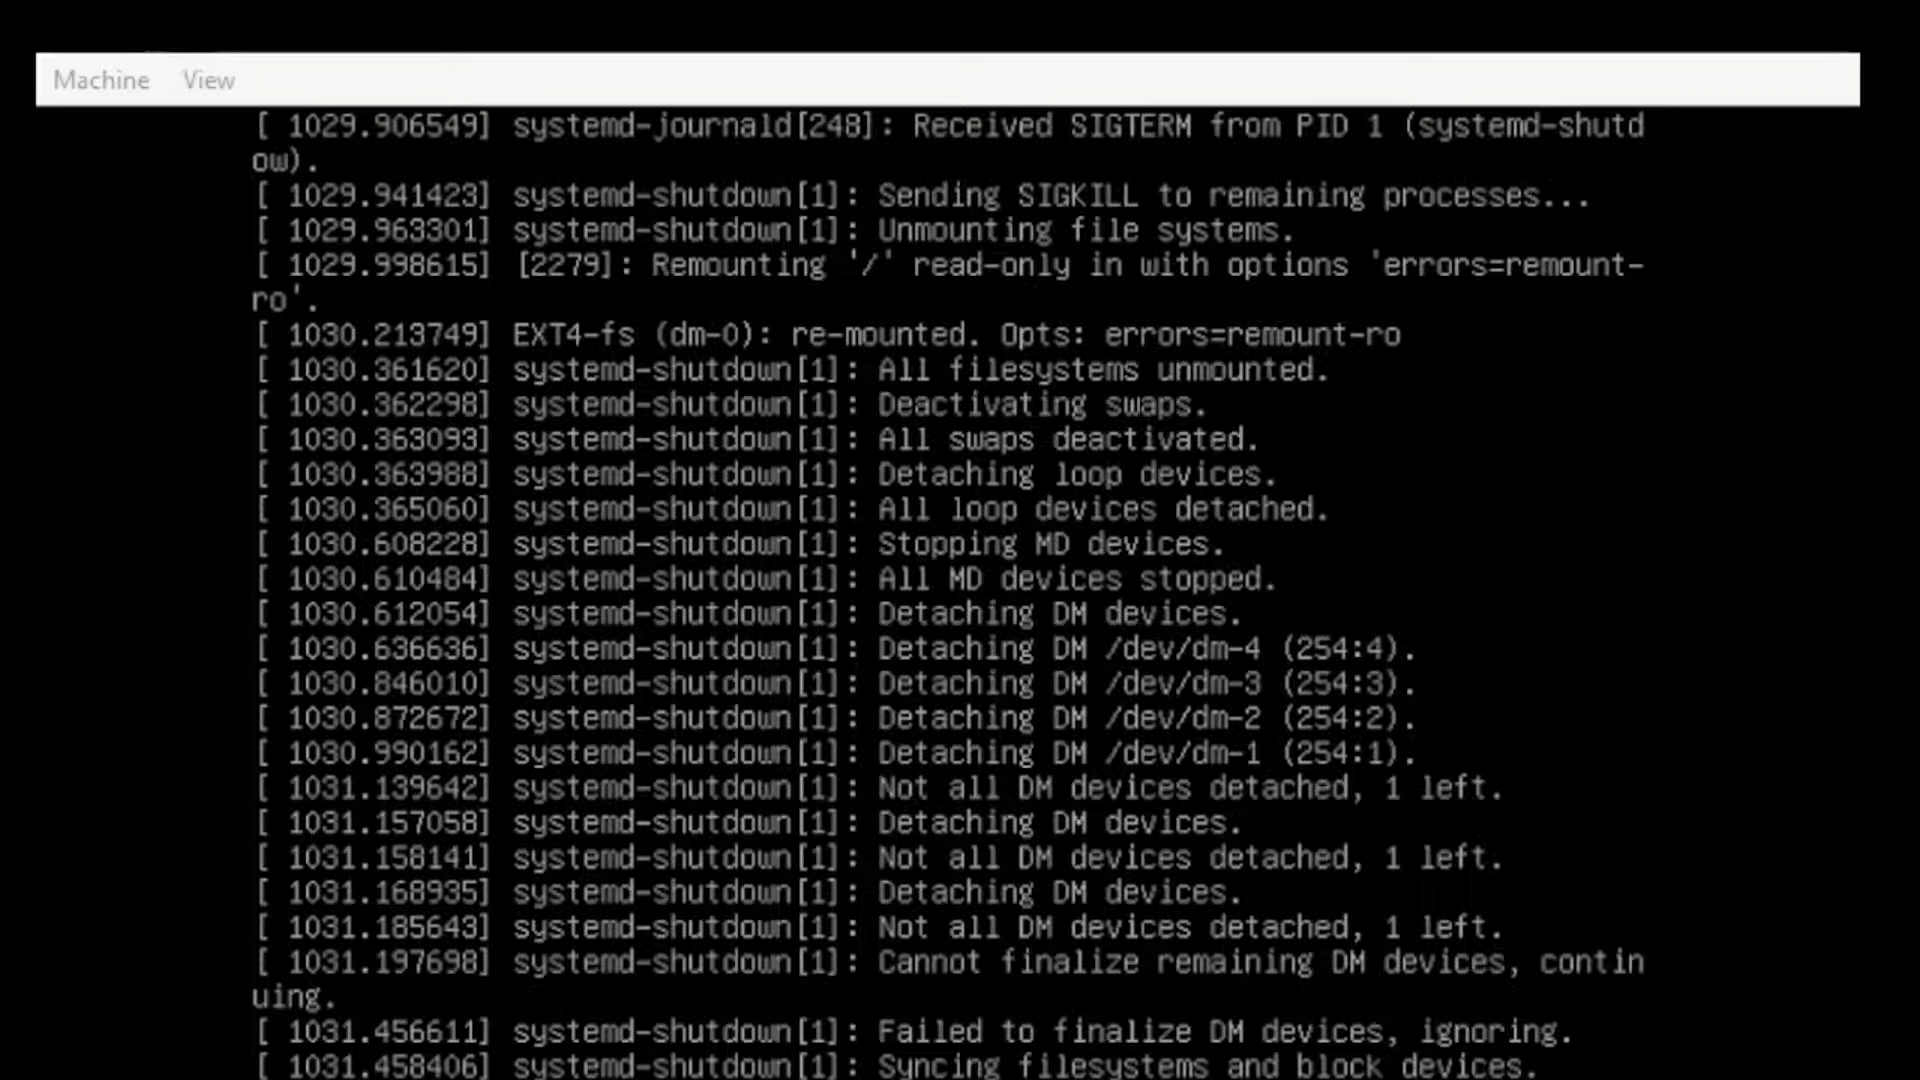 Machine View
[ 1029.906549] systemd-journald[248]: Received SIGTERM from PID 1 (systemd-shutd
ow).
[ 1029.941423] systemd-shutdown[1]: Sending SIGKILL to remaining processes...
[ 1029.963301] systemd-shutdown[1]: Unmounting file systems.
[ 1029.998615] [2279]: Remounting '/' read-only in with options 'errors=remount-
ro'.
[ 1030.213749] EXT4-fs (dm-0): re-mounted. Opts: errors=remount-ro
[ 1030.361620] systemd-shutdown[1]: All filesystems unmounted.
[ 1030.362298] systemd-shutdown[1]: Deactivating swaps.
[ 1030.363093] systemd-shutdown[1]: All swaps deactivated.
[ 1030.363988] systemd-shutdown[1]: Detaching loop devices.
[ 1030.365060] systemd-shutdown[1]: All loop devices detached.
[ 1030.608228] systemd-shutdown[1]: Stopping MD devices.
[ 1030.610484] systemd-shutdown[1]: All MD devices stopped.
[ 1030.612054] systemd-shutdown[1]: Detaching DM devices.
[ 1030.636636] systemd-shutdown[1]: Detaching DM /dev/dm-4 (254:4).
[ 1030.846010] systemd-shutdown[1]: Detaching DM /dev/dm-3 (254:3).
[ 1030.872672] systemd-shutdown[1]: Detaching DM /dev/dm-2 (254:2).
[ 1030.990162] systemd-shutdown[1]: Detaching DM /dev/dm-1 (254:1).
[ 1031.139642] systemd-shutdown[1]: Not all DM devices detached, 1 left.
[ 1031.157058] systemd-shutdown[1]: Detaching DM devices.
[ 1031.158141] systemd-shutdown[1]: Not all DM devices detached, 1 left.
[ 1031.168935] systemd-shutdown[1]: Detaching DM devices.
[ 1031.185643] systemd-shutdown[1]: Not all DM devices detached, 1 left.
[ 1031.197698] systemd-shutdown[1]: Cannot finalize remaining DM devices, contin
uing.
[ 1031.456611] systemd-shutdown[1]: Failed to finalize DM devices, ignoring.
[ 1031.458406] systemd-shutdown[1]: Syncing filesystems and block devices.